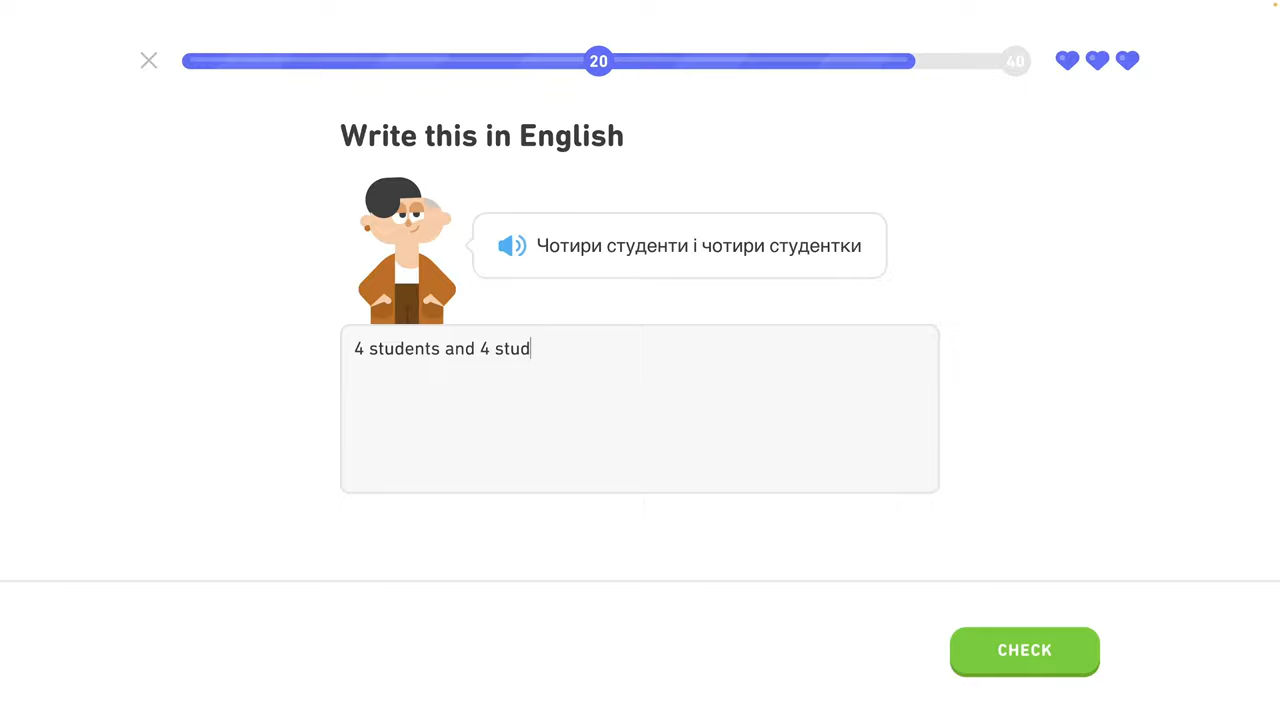 20
40
Write this in English
Чотири студенти і чотири студентки
4 students and 4 stud
CHECK